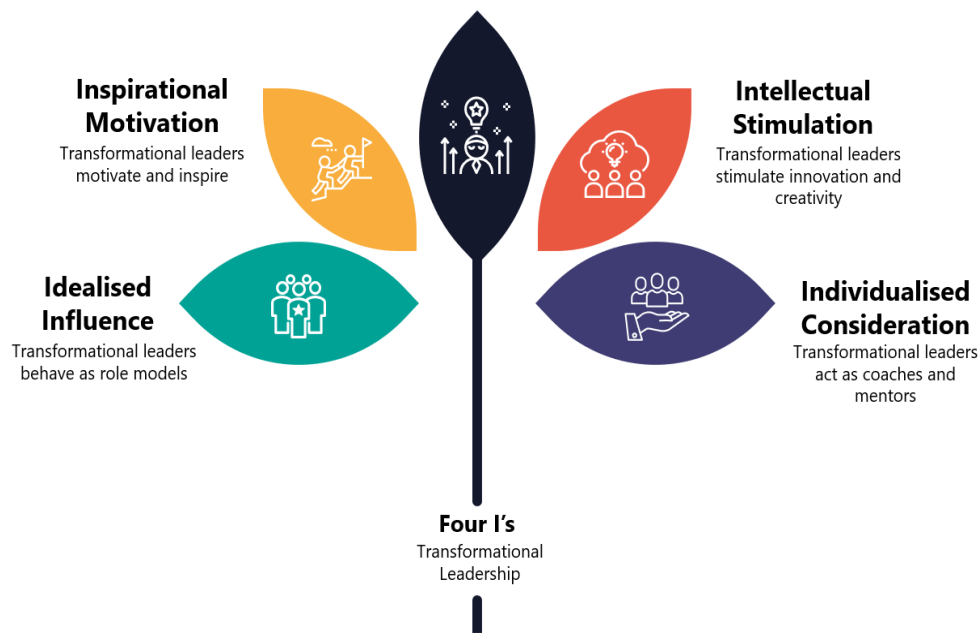 Inspirational
Motivation
Transformational leaders
motivate and inspire
Intellectual
Stimulation
Transformational leaders
stimulate innovation and
creativity
Idealised
Influence
Transformational leaders
behave as role models
Individualised
Consideration
Transformational leaders
act as coaches and
mentors
Four I's
Transformational
Leadership